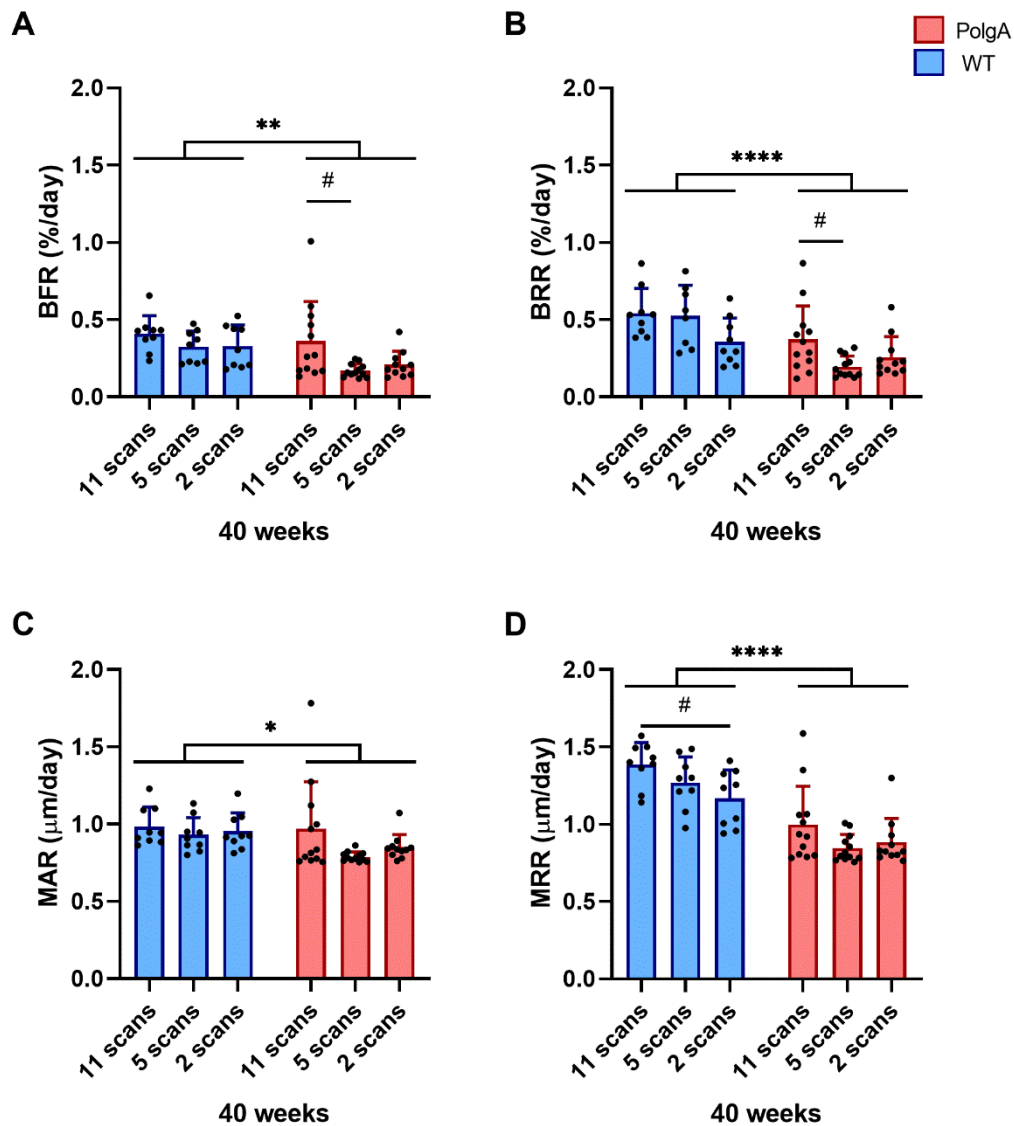 A
B
PolgA
WT
2.0
1.5
1.0
0.5
0.0
BFR (%/day)
**
#
11 scans
5 scans
2 scans
11 scans
5 scans
2 scans
40 weeks
2.0
1.5
1.0
0.5
0.0
BRR (%/day)
****
#
11 scans
5 scans
2 scans
11 scans
5 scans
2 scans
40 weeks
C
D
2.0
1.5
1.0
0.5
0.0
MAR (μm/day)
*
11 scans
5 scans
2 scans
11 scans
5 scans
2 scans
40 weeks
2.0
1.5
1.0
0.5
0.0
MRR (μm/day)
****
#
11 scans
5 scans
2 scans
11 scans
5 scans
2 scans
40 weeks